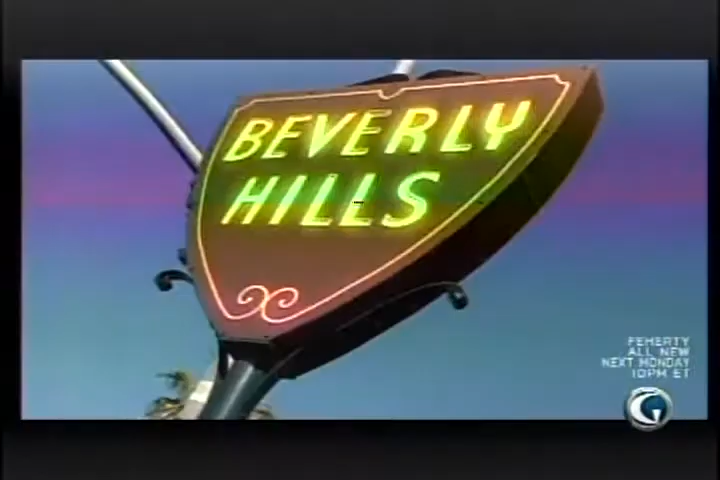 BEVERLY
HILLS
FEHERTY
ALL NEW
NEXT MONDAY
10PM ET
G